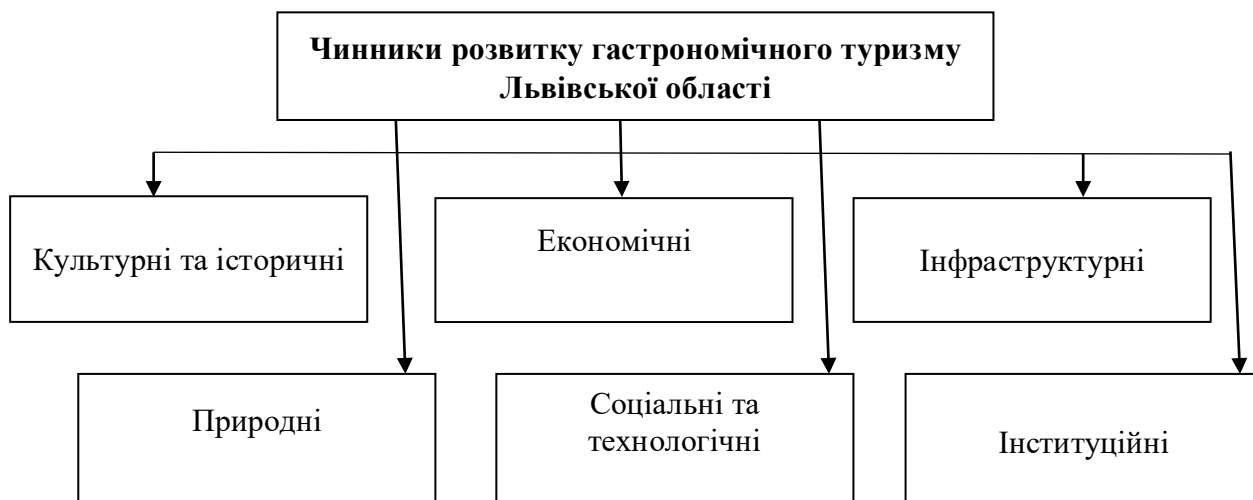 Чинники розвитку гастрономічного туризму
Львівської області
Культурні та історичні
Економічні
Інфраструктурні
Природні
Соціальні та
технологічні
Інституційні